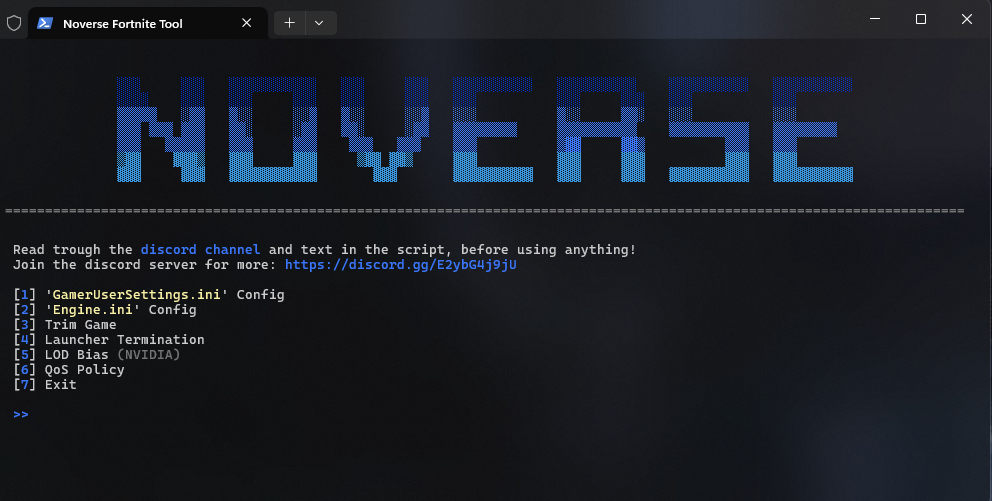 Noverse Fortnite Tool
NOVERSE
========================================================================================================================
Read trough the discord channel and text in the script, before using anything!
Join the discord server for more: https://discord.gg/E2ybG4j9jU
[1] 'GamerUserSettings.ini' Config
[2] 'Engine.ini' Config
[3] Trim Game
[4] Launcher Termination
[5] LOD Bias (NVIDIA)
[6] QoS Policy
[7] Exit
>>